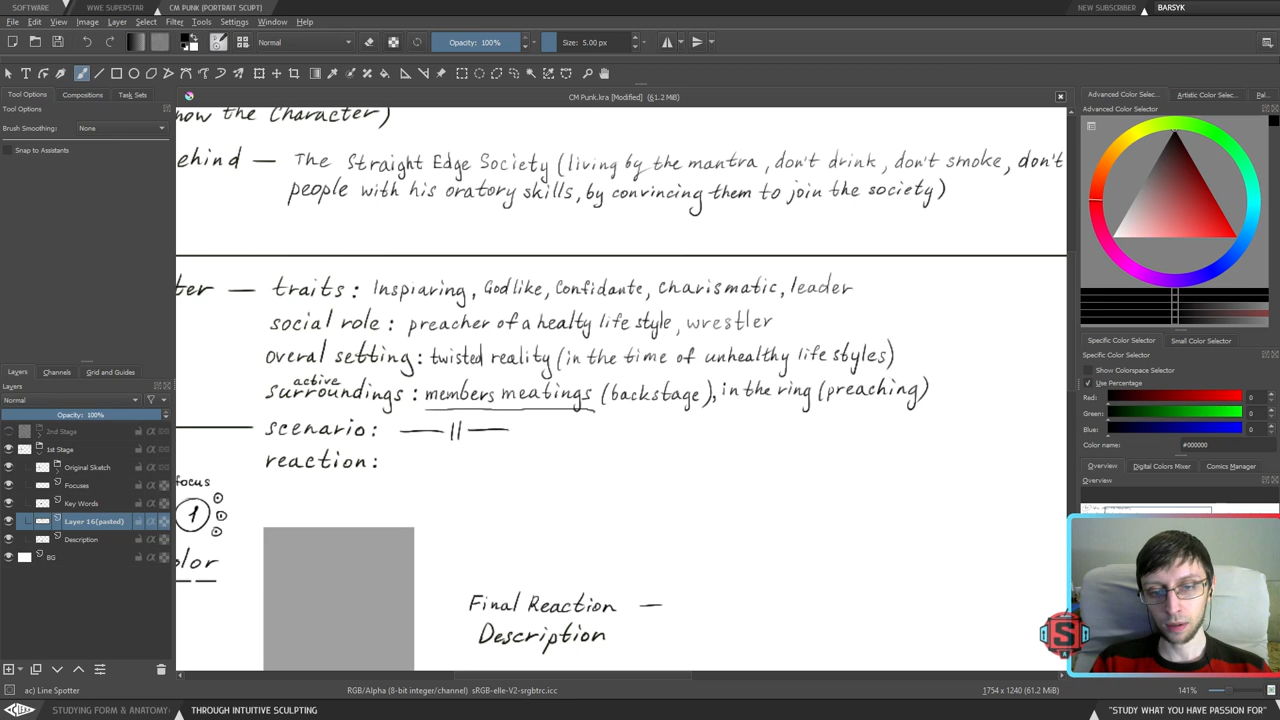 SOFTWARE WWE SUPERSTAR CM PUNK (PORTRAIT SCUPT) NEW SUBSCRIBER BARSYK
File Edit View Image Layer Select Filter Tools Settings Window Help
Normal Opacity: 100% Size: 5.00 px
Tool Options Compositions Task Sets CM Punk.kra [Modified] (61.2 MiB) Advanced Color Selec... Artistic Color Selec... Pal...
Tool Options Advanced Color Selector
Brush Smoothing: None
Snap to Assistants
now the Character)
ehind — The Straight Edge Society (living by the mantra, don't drink, don't smoke, don't
people with his oratory skills, by convincing them to join the society)
ter — traits: Inspiaring, Godlike, Confidante, charismatic, leader
social role: preacher of a healty life style, wrestler
overal setting: twisted reality (in the time of unhealthy life styles)
active
surroundings: members meatings (backstage), in the ring (preaching)
scenario: — || —
reaction:
focus
1
olor
Final Reaction —
Description
Specific Color Selector Small Color Selector
Specific Color Selector
Show Colorspace Selector
Use Percentage
Red: 0
Green: 0
Blue: 0
Color name: #000000
Overview Digital Colors Mixer Comics Manager
Overview
Layers Channels Grid and Guides
Layers
Normal
Opacity: 100%
2nd Stage
1st Stage
Original Sketch
Focuses
Key Words
Layer 16(pasted)
Description
BG
ac) Line Spotter RGB/Alpha (8-bit integer/channel) sRGB-elle-V2-srgbtrc.icc 1754 x 1240 (61.2 MiB) 141%
STUDYING FORM & ANATOMY THROUGH INTUITIVE SCULPTING "STUDY WHAT YOU HAVE PASSION FOR"